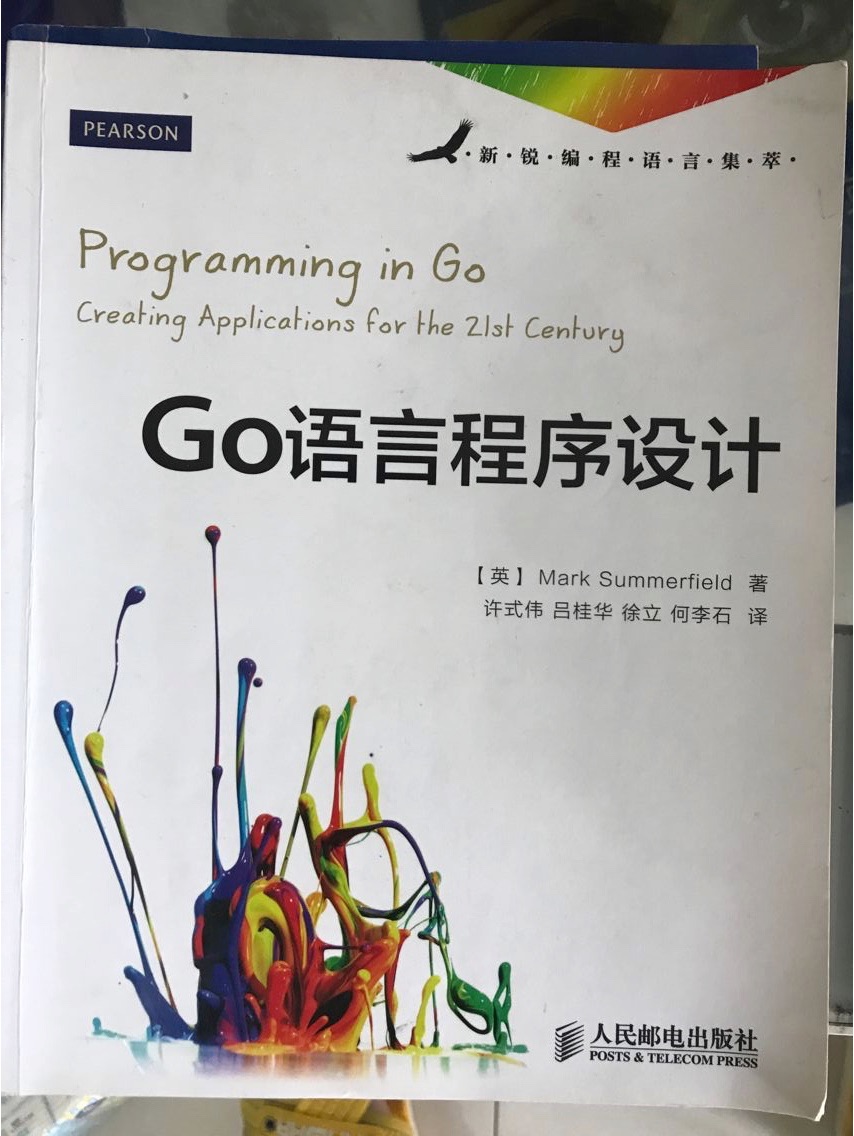 PEARSON
·新·锐·编·程·语·言·集·萃·
Programming in Go
Creating Applications for the 21st Century
Go语言程序设计
【英】Mark Summerfield 著
许式伟 吕桂华 徐立 何李石 译
人民邮电出版社
POSTS & TELECOM PRESS